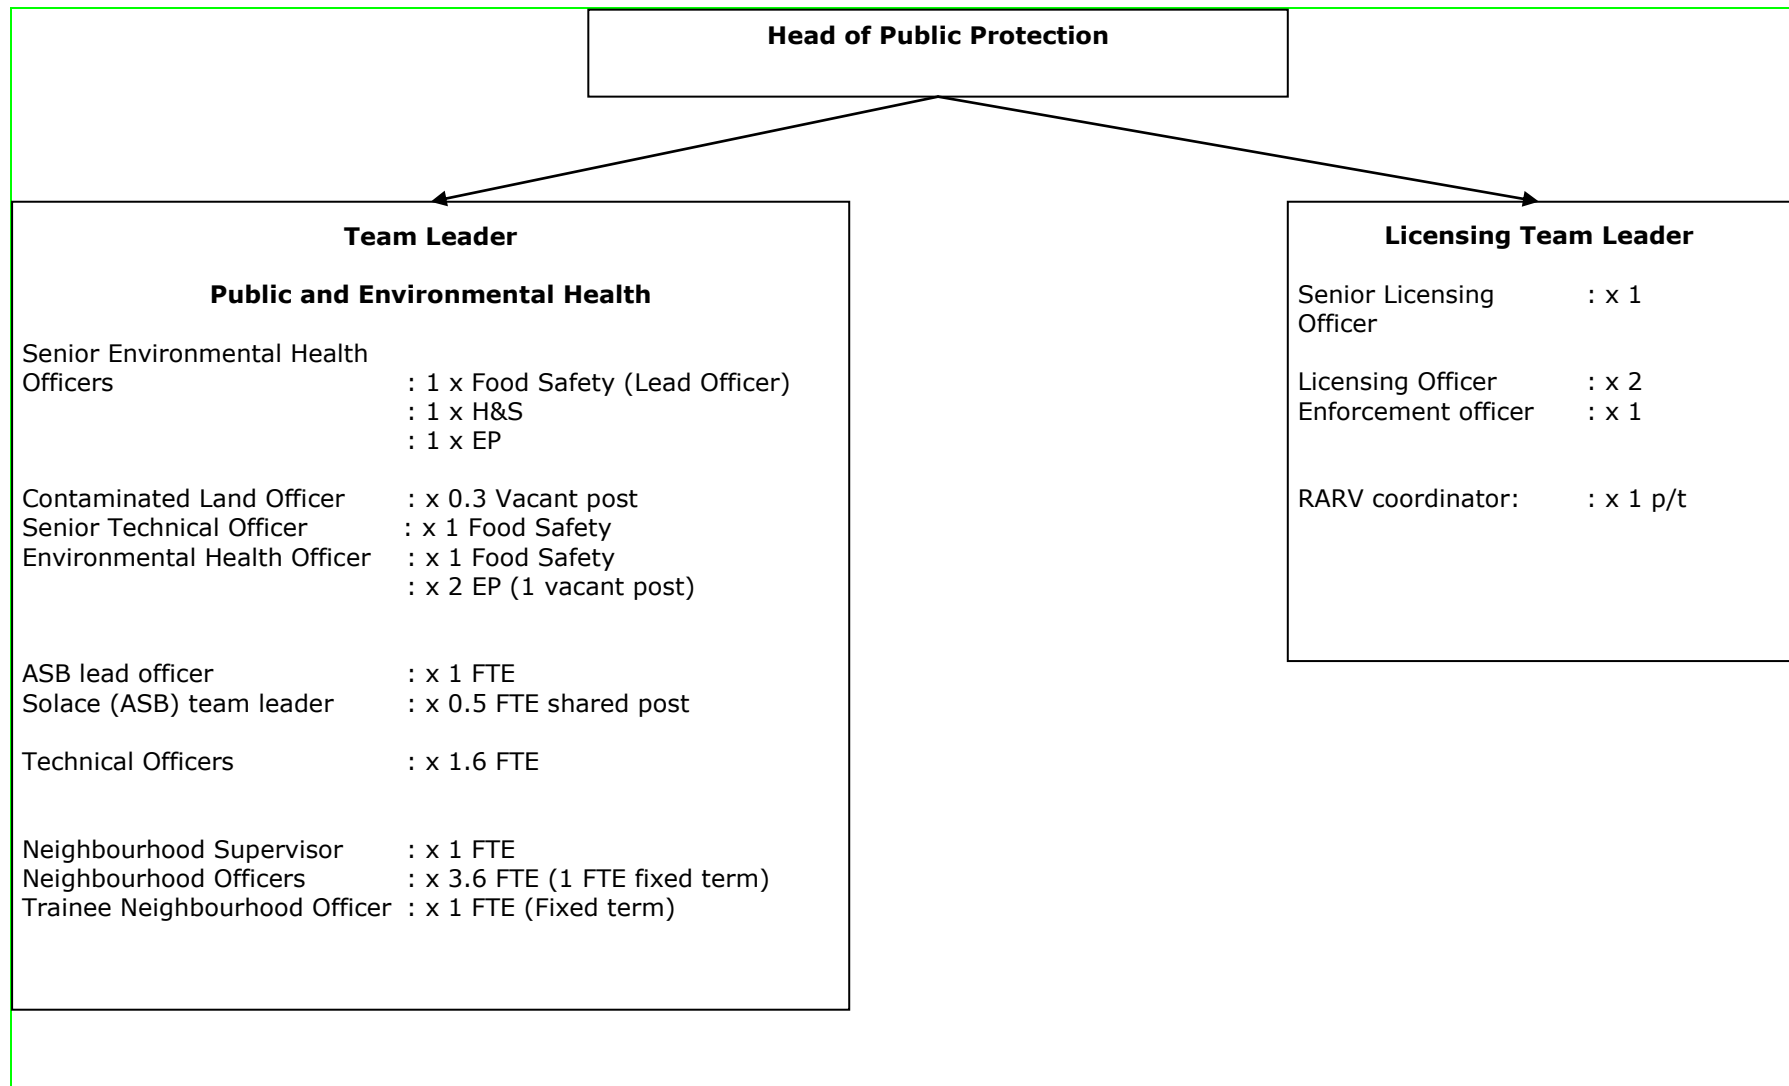 Head of Public Protection
Team Leader
Public and Environmental Health
Senior Environmental Health
Officers : 1 x Food Safety (Lead Officer)
: 1 x H&S
: 1 x EP
Contaminated Land Officer : x 0.3 Vacant post
Senior Technical Officer : x 1 Food Safety
Environmental Health Officer : x 1 Food Safety
: x 2 EP (1 vacant post)
ASB lead officer : x 1 FTE
Solace (ASB) team leader : x 0.5 FTE shared post
Technical Officers : x 1.6 FTE
Neighbourhood Supervisor : x 1 FTE
Neighbourhood Officers : x 3.6 FTE (1 FTE fixed term)
Trainee Neighbourhood Officer : x 1 FTE (Fixed term)
Licensing Team Leader
Senior Licensing : x 1
Officer
Licensing Officer : x 2
Enforcement officer : x 1
RARV coordinator: : x 1 p/t